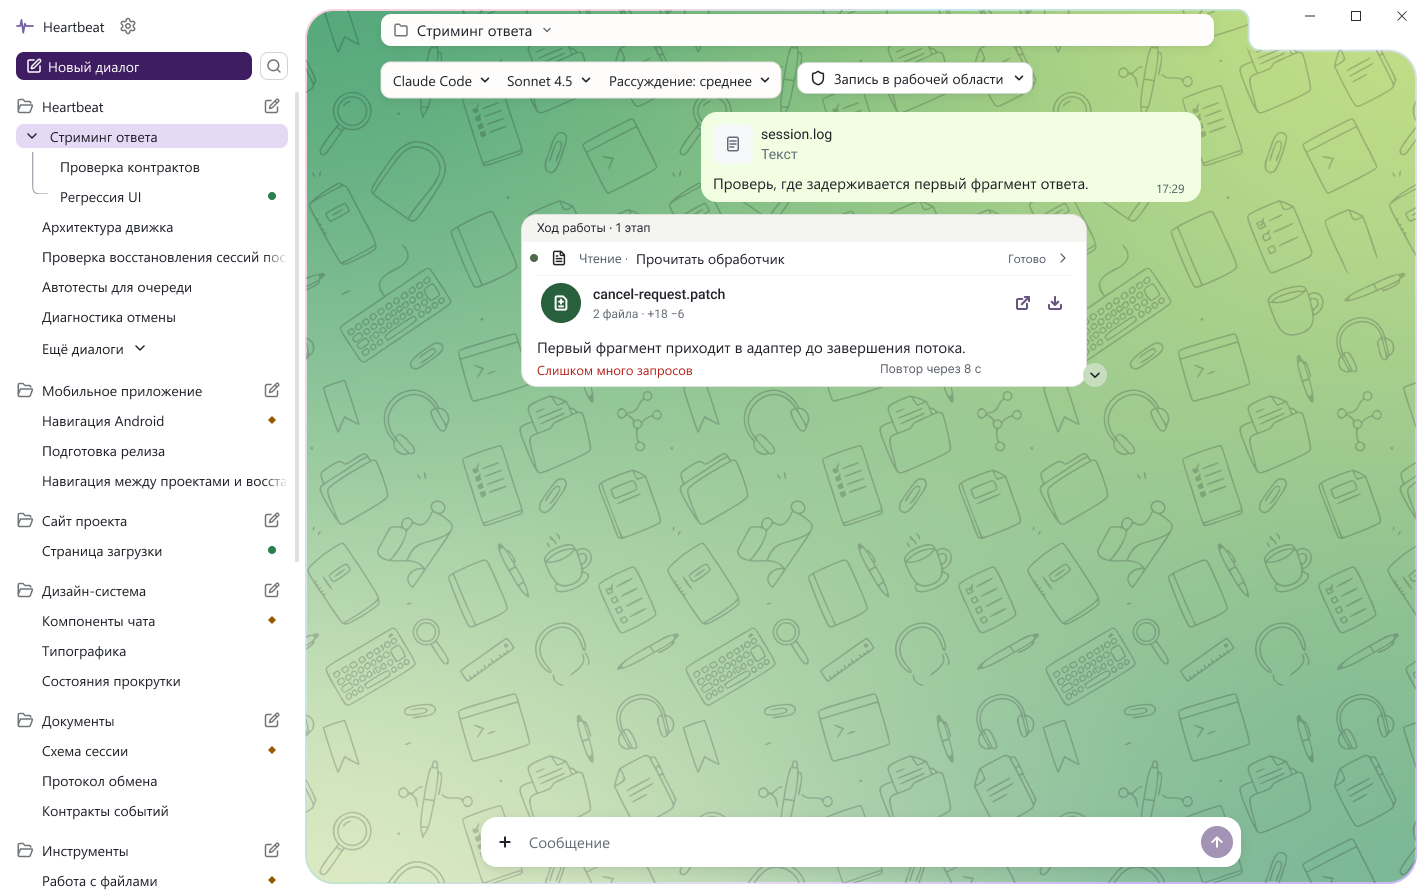 Heartbeat
Новый диалог
Heartbeat
Стриминг ответа
Проверка контрактов
Регрессия UI
Архитектура движка
Проверка восстановления сессий пос
Автотесты для очереди
Диагностика отмены
Ещё диалоги
Мобильное приложение
Навигация Android
Подготовка релиза
Навигация между проектами и восста
Сайт проекта
Страница загрузки
Дизайн-система
Компоненты чата
Типографика
Состояния прокрутки
Документы
Схема сессии
Протокол обмена
Контракты событий
Инструменты
Работа с файлами
Стриминг ответа
Claude Code Sonnet 4.5 Рассуждение: среднее Запись в рабочей области
session.log
Текст
Проверь, где задерживается первый фрагмент ответа.
17:29
Ход работы · 1 этап
Чтение · Прочитать обработчик Готово
cancel-request.patch
2 файла · +18 −6
Первый фрагмент приходит в адаптер до завершения потока.
Слишком много запросов Повтор через 8 с
Сообщение